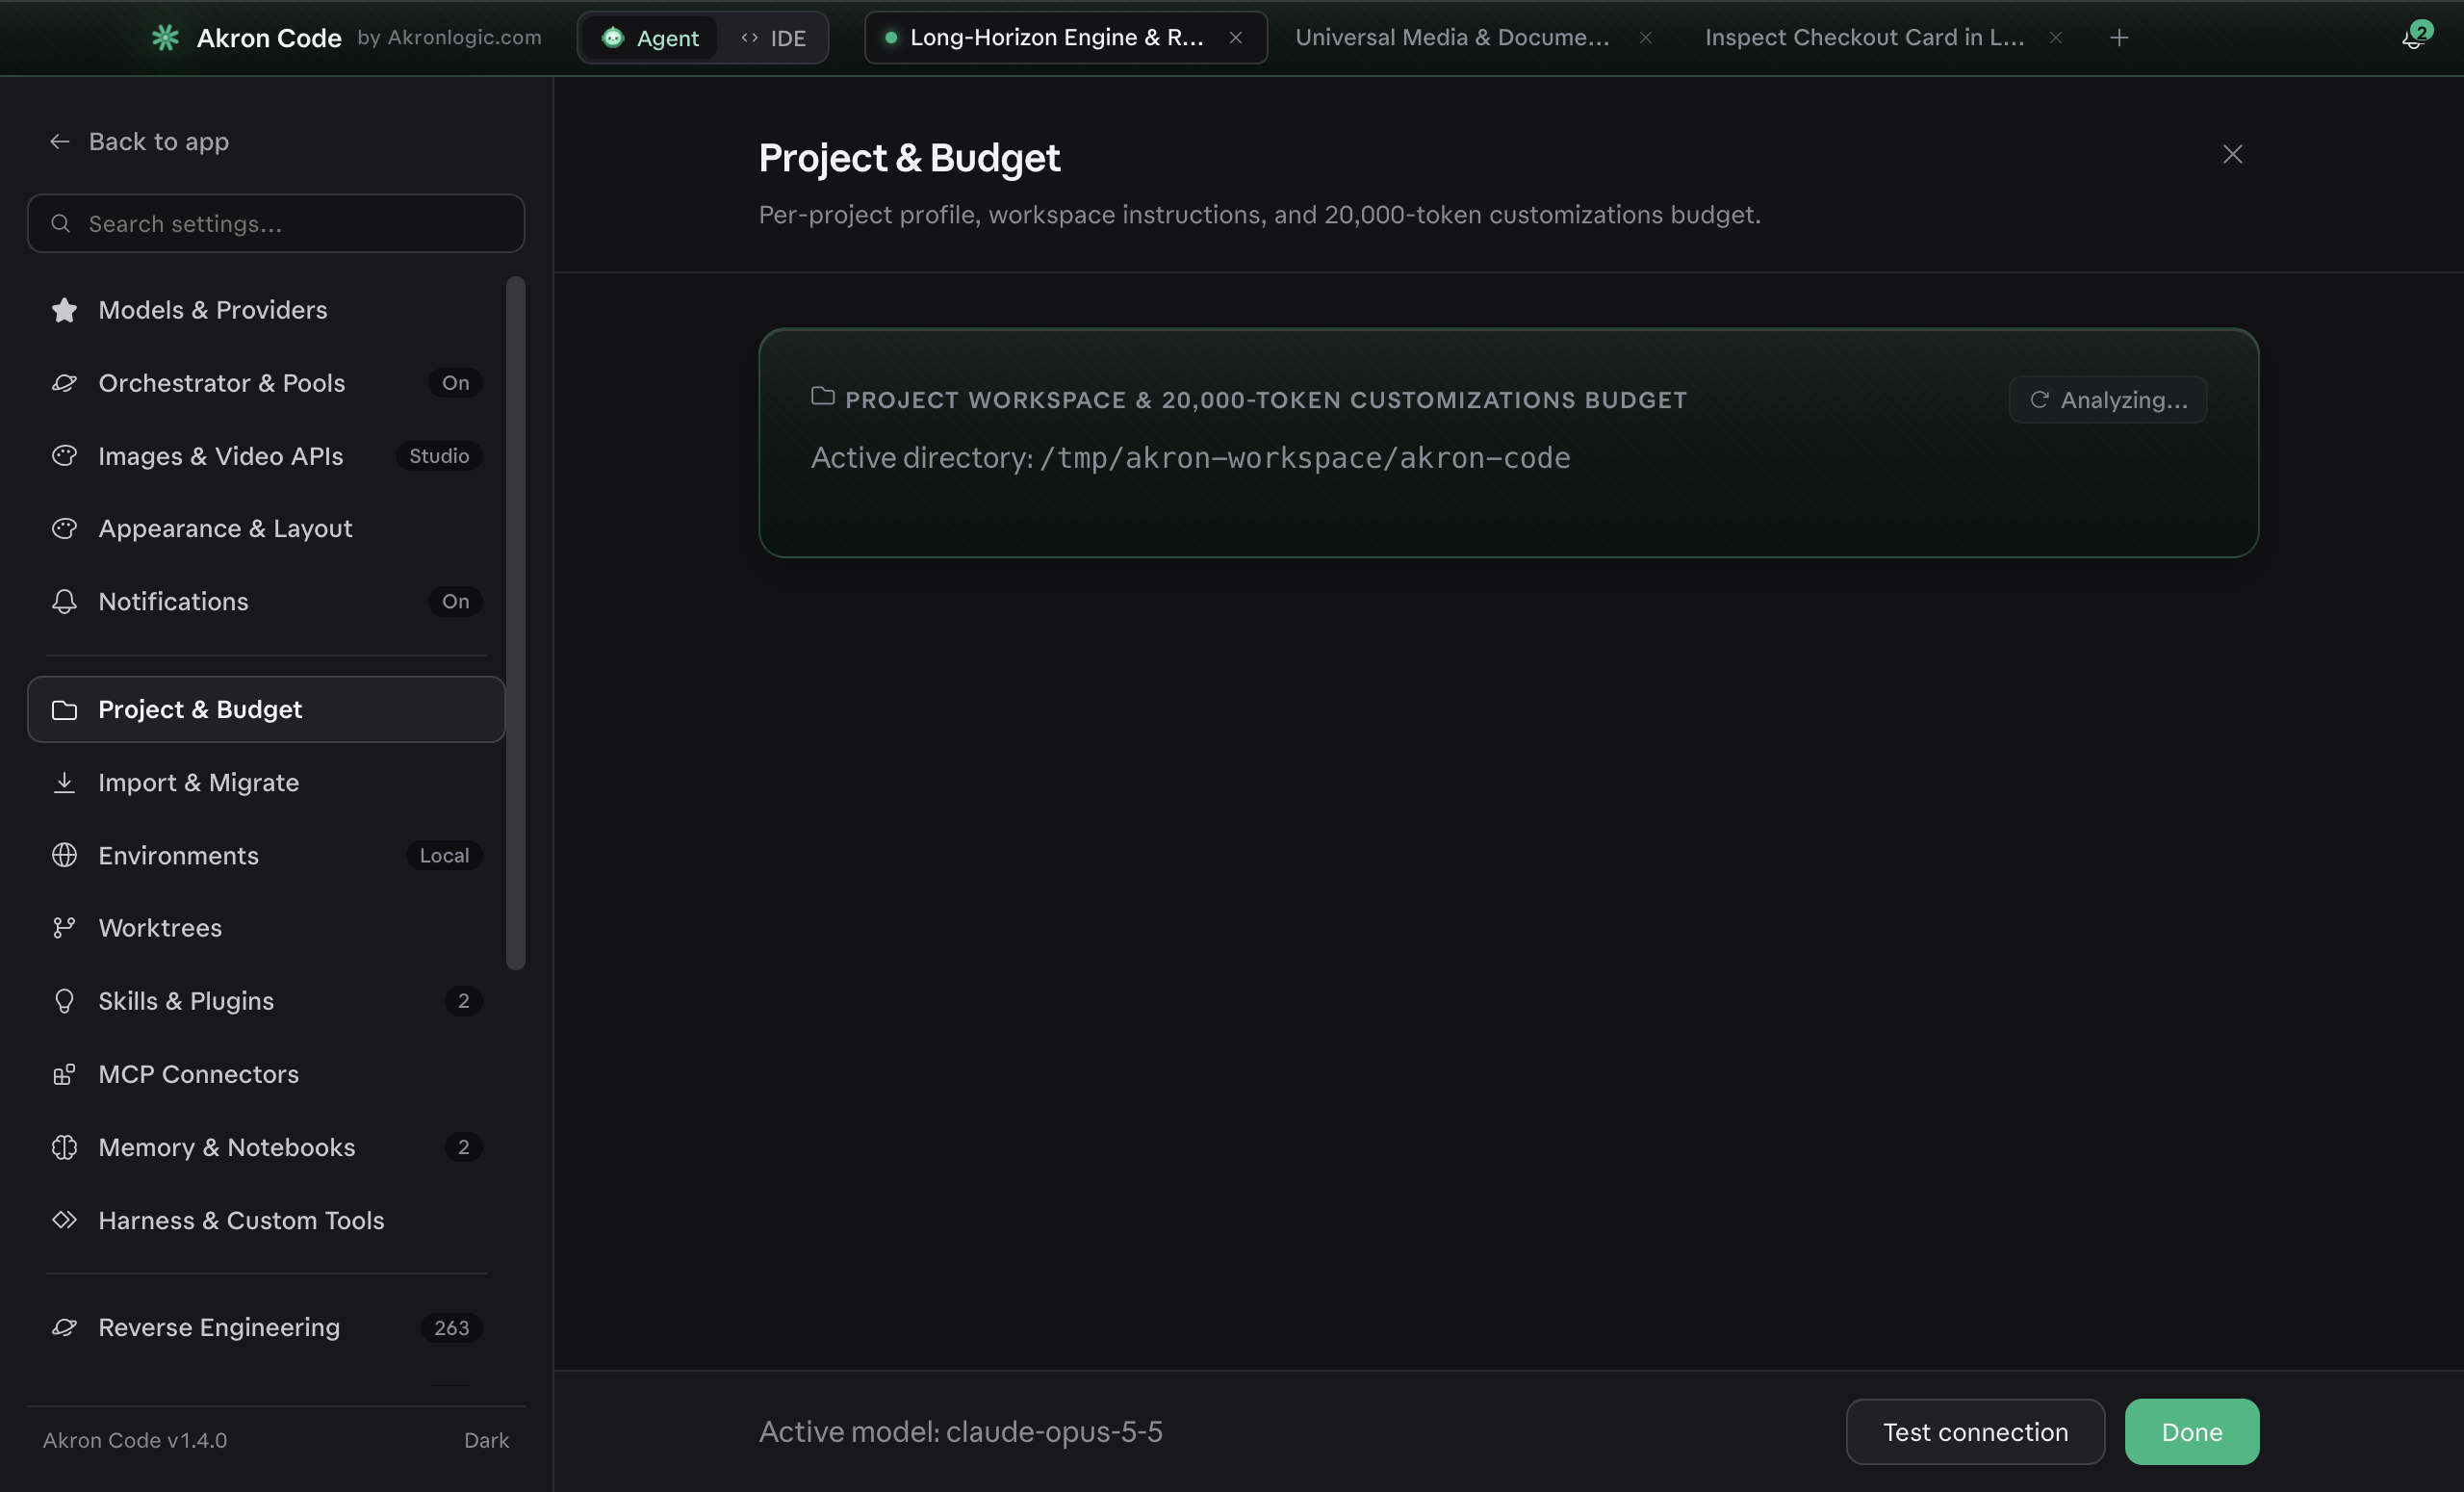 Akron Code by Akronlogic.com
Agent
IDE
Long-Horizon Engine & R...
Universal Media & Docume...
Inspect Checkout Card in L...
2
Back to app
Search settings...
Models & Providers
Orchestrator & Pools On
Images & Video APIs Studio
Appearance & Layout
Notifications On
Project & Budget
Import & Migrate
Environments Local
Worktrees
Skills & Plugins 2
MCP Connectors
Memory & Notebooks 2
Harness & Custom Tools
Reverse Engineering 263
Akron Code v1.4.0 Dark
Project & Budget
Per-project profile, workspace instructions, and 20,000-token customizations budget.
PROJECT WORKSPACE & 20,000-TOKEN CUSTOMIZATIONS BUDGET
Analyzing...
Active directory: /tmp/akron-workspace/akron-code
Active model: claude-opus-5-5
Test connection
Done